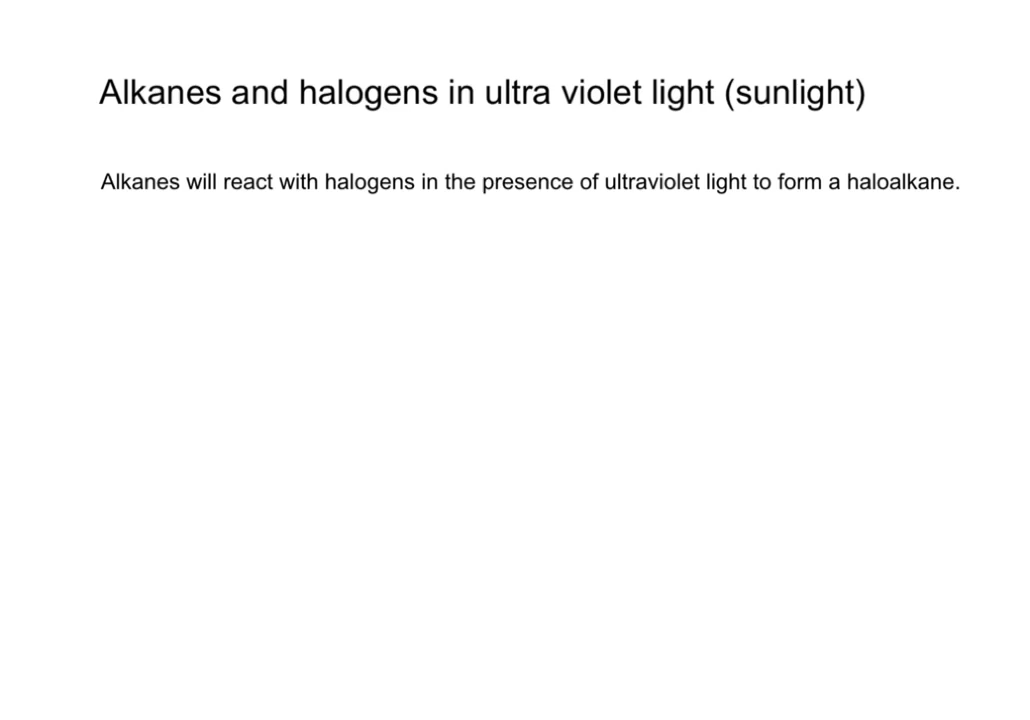 Alkanes and halogens in ultra violet light (sunlight)
Alkanes will react with halogens in the presence of ultraviolet light to form a haloalkane.